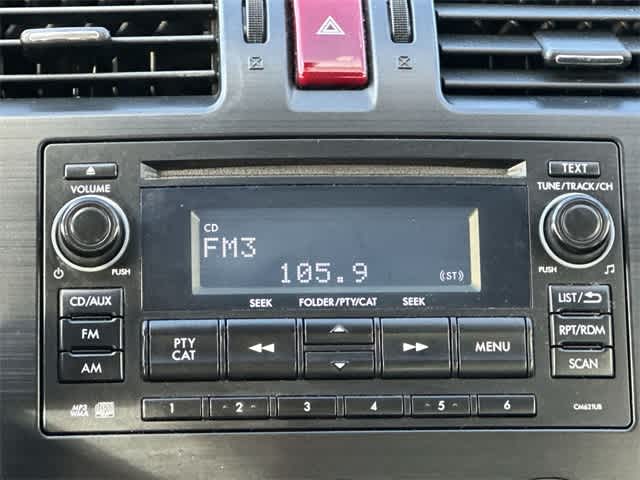 TEXT
VOLUME
TUNE/TRACK/CH
CD
FM3
105.9
(ST)
PUSH
PUSH
SEEK
FOLDER/PTY/CAT
SEEK
CD/AUX
LIST/
FM
PTY
CAT
MENU
RPT/RDM
AM
SCAN
MP3
WMA
1
2
3
4
5
6
CM621UB